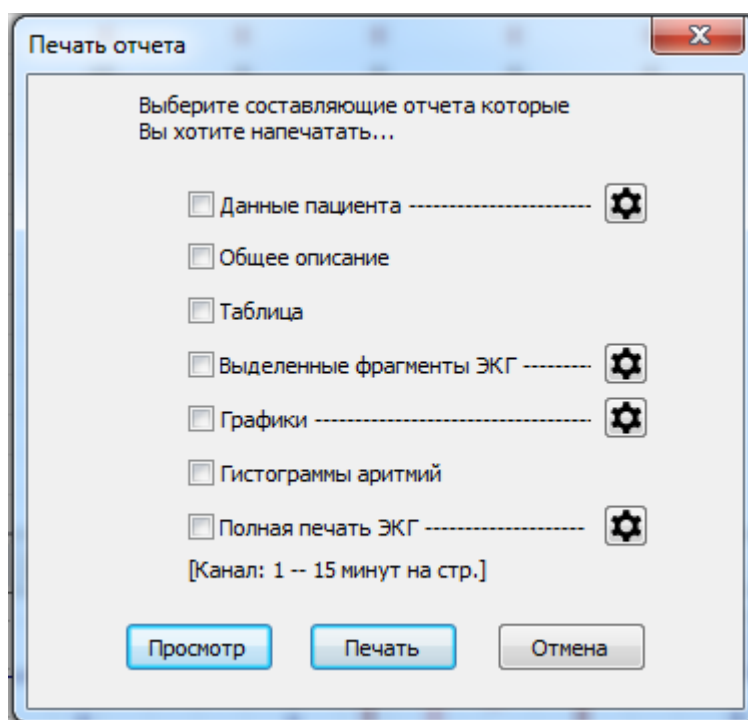 Печать отчета
Выберите составляющие отчета которые
Вы хотите напечатать...
Данные пациента -----------------------
Общее описание
Таблица
Выделенные фрагменты ЭКГ ---------
Графики -----------------------------------
Гистограммы аритмий
Полная печать ЭКГ --------------------
[Канал: 1 -- 15 минут на стр.]
Просмотр Печать Отмена